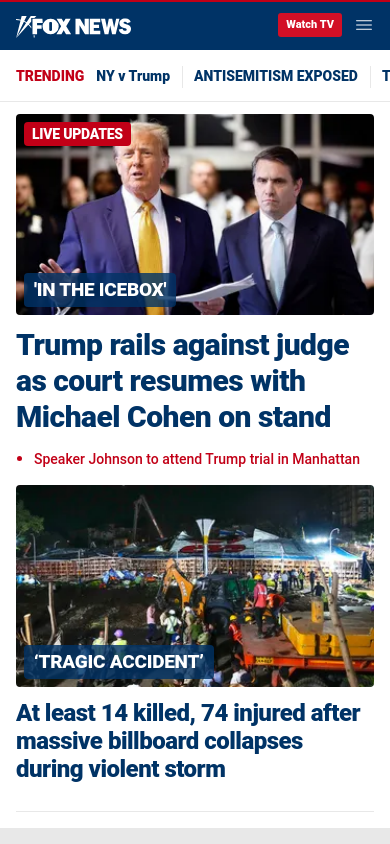 FOX NEWS
Watch TV
TRENDING NY v Trump ANTISEMITISM EXPOSED T
LIVE UPDATES
'IN THE ICEBOX'
Trump rails against judge
as court resumes with
Michael Cohen on stand
Speaker Johnson to attend Trump trial in Manhattan
‘TRAGIC ACCIDENT’
At least 14 killed, 74 injured after
massive billboard collapses
during violent storm